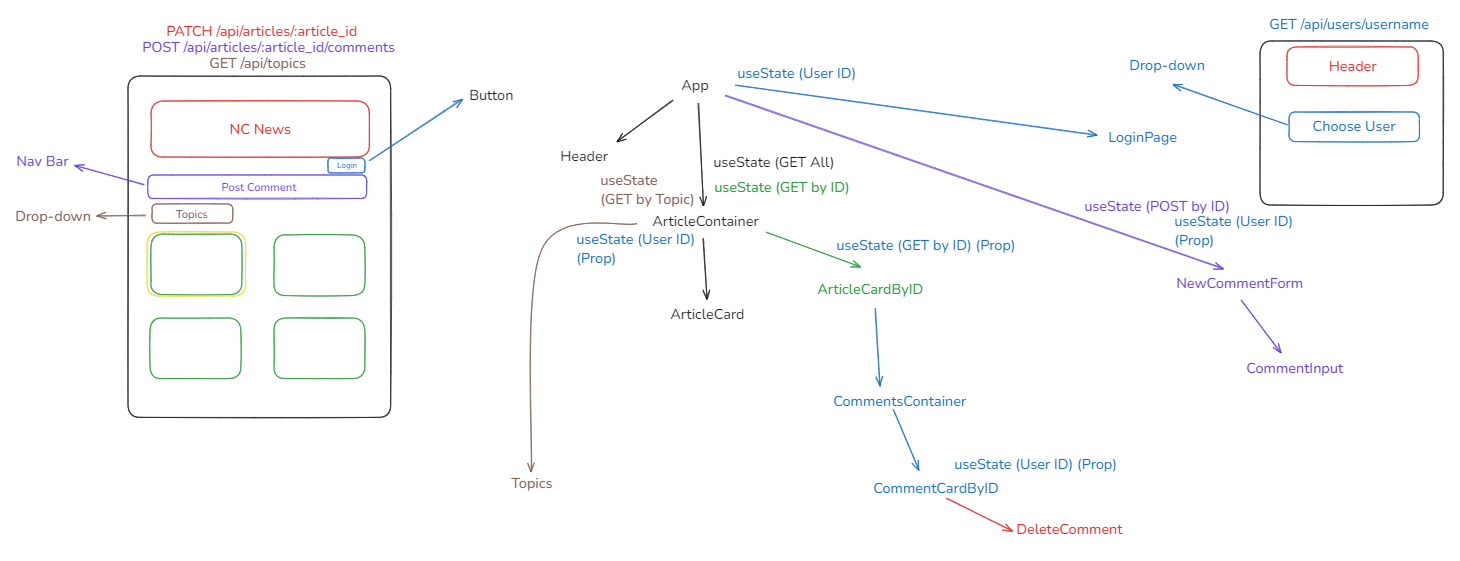 PATCH /api/articles/:article_id
POST /api/articles/:article_id/comments
GET /api/topics
NC News
Login
Post Comment
Topics
Nav Bar
Drop-down
Button
App
useState (User ID)
Header
useState (GET All)
useState
(GET by Topic)
useState (GET by ID)
ArticleContainer
useState (User ID)
(Prop)
useState (GET by ID) (Prop)
ArticleCardByID
ArticleCard
CommentsContainer
useState (User ID) (Prop)
CommentCardByID
Topics
DeleteComment
LoginPage
useState (POST by ID)
useState (User ID)
(Prop)
NewCommentForm
CommentInput
GET /api/users/username
Header
Drop-down
Choose User